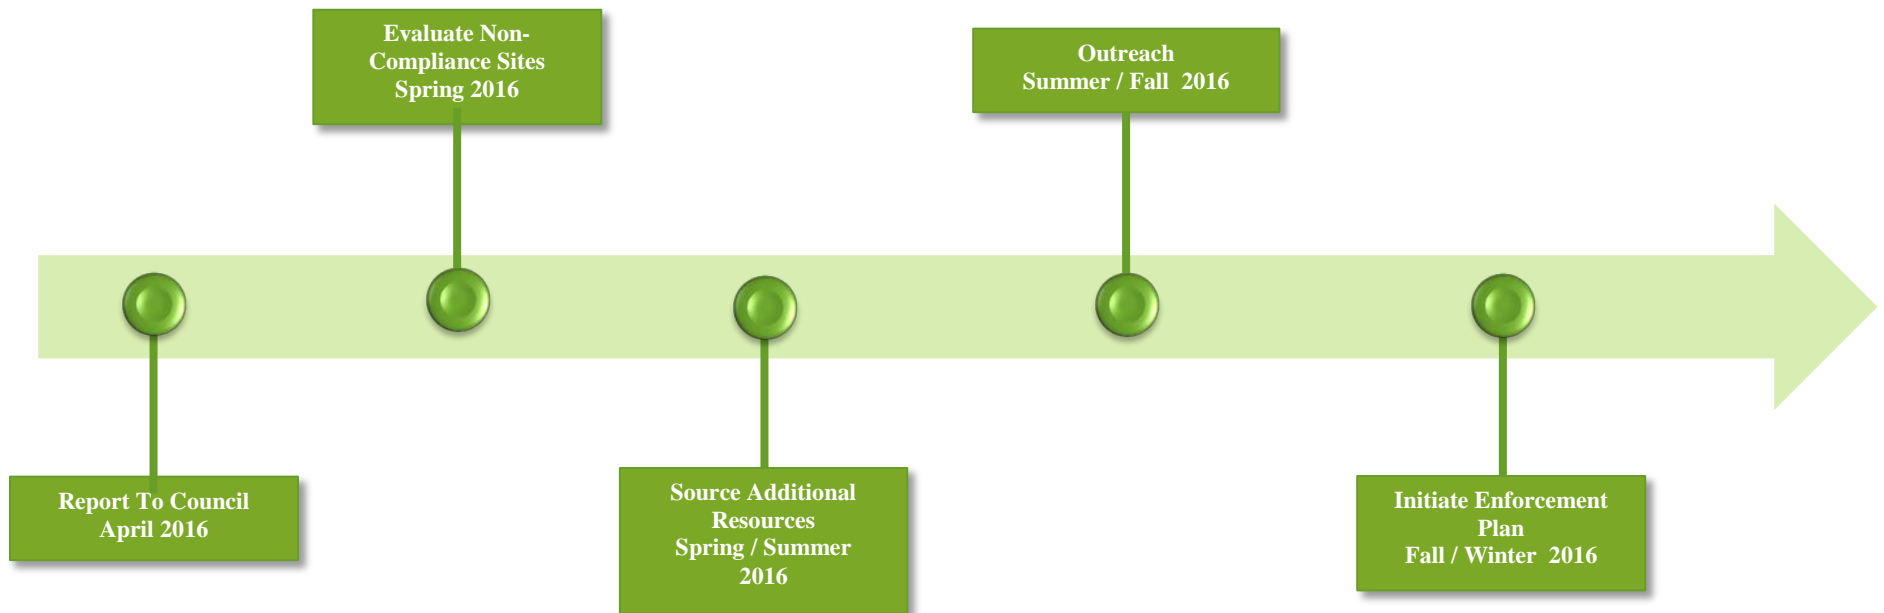 Evaluate Non-
Compliance Sites
Spring 2016
Outreach
Summer / Fall  2016
Report To Council
April 2016
Source Additional
Resources
Spring / Summer
2016
Initiate Enforcement
Plan
Fall / Winter  2016